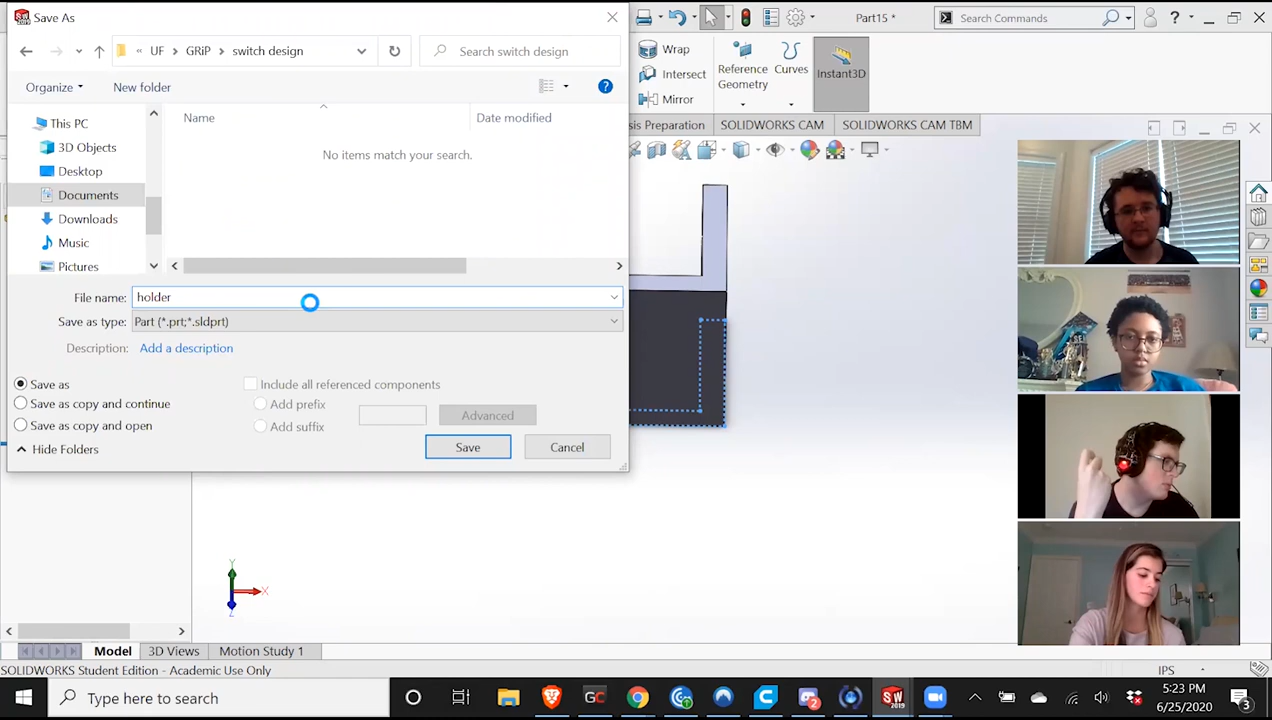 Save As
Part15 *
Search Commands
?
« UF › GRiP › switch design
Search switch design
Organize
New folder
?
Name
Date modified
No items match your search.
This PC
3D Objects
Desktop
Documents
Downloads
Music
Pictures
File name: holder
Save as type: Part (*.prt;*.sldprt)
Description: Add a description
Save as
Save as copy and continue
Save as copy and open
Include all referenced components
Add prefix
Add suffix
Advanced
Save
Cancel
Hide Folders
Wrap
Intersect
Mirror
Reference
Geometry
Curves
Instant3D
sis Preparation
SOLIDWORKS CAM
SOLIDWORKS CAM TBM
Y
X
Z
Model
3D Views
Motion Study 1
SOLIDWORKS Student Edition - Academic Use Only
IPS
-
Type here to search
GC
2
SW
2019
5:23 PM
6/25/2020
3